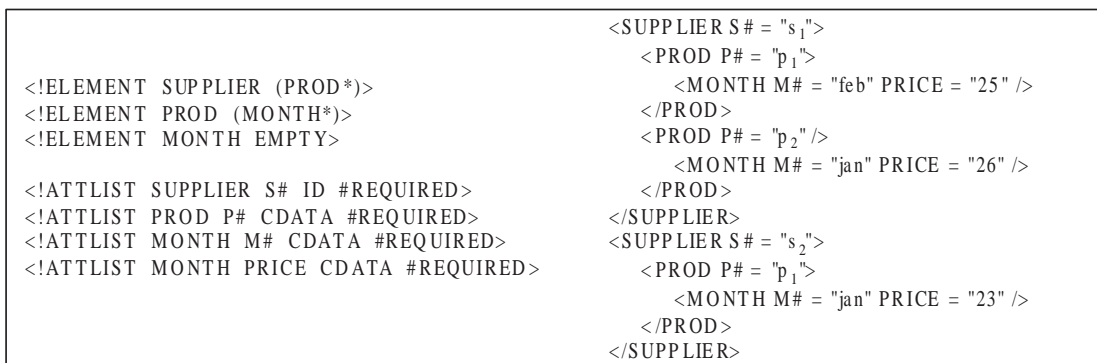 <!ELEMENT SUPPLIER (PROD*)>
<!ELEMENT PROD (MONTH*)>
<!ELEMENT MONTH EMPTY>
<!ATTLIST SUPPLIER S# ID #REQUIRED>
<!ATTLIST PROD P# CDATA #REQUIRED>
<!ATTLIST MONTH M# CDATA #REQUIRED>
<!ATTLIST MONTH PRICE CDATA #REQUIRED>
<SUPPLIER S# = "s1">
<PROD P# = "p1">
<MONTH M# = "feb" PRICE = "25" />
</PROD>
<PROD P# = "p2" />
<MONTH M# = "jan" PRICE = "26" />
</PROD>
</SUPPLIER>
<SUPPLIER S# = "s2">
<PROD P# = "p1">
<MONTH M# = "jan" PRICE = "23" />
</PROD>
</SUPPLIER>